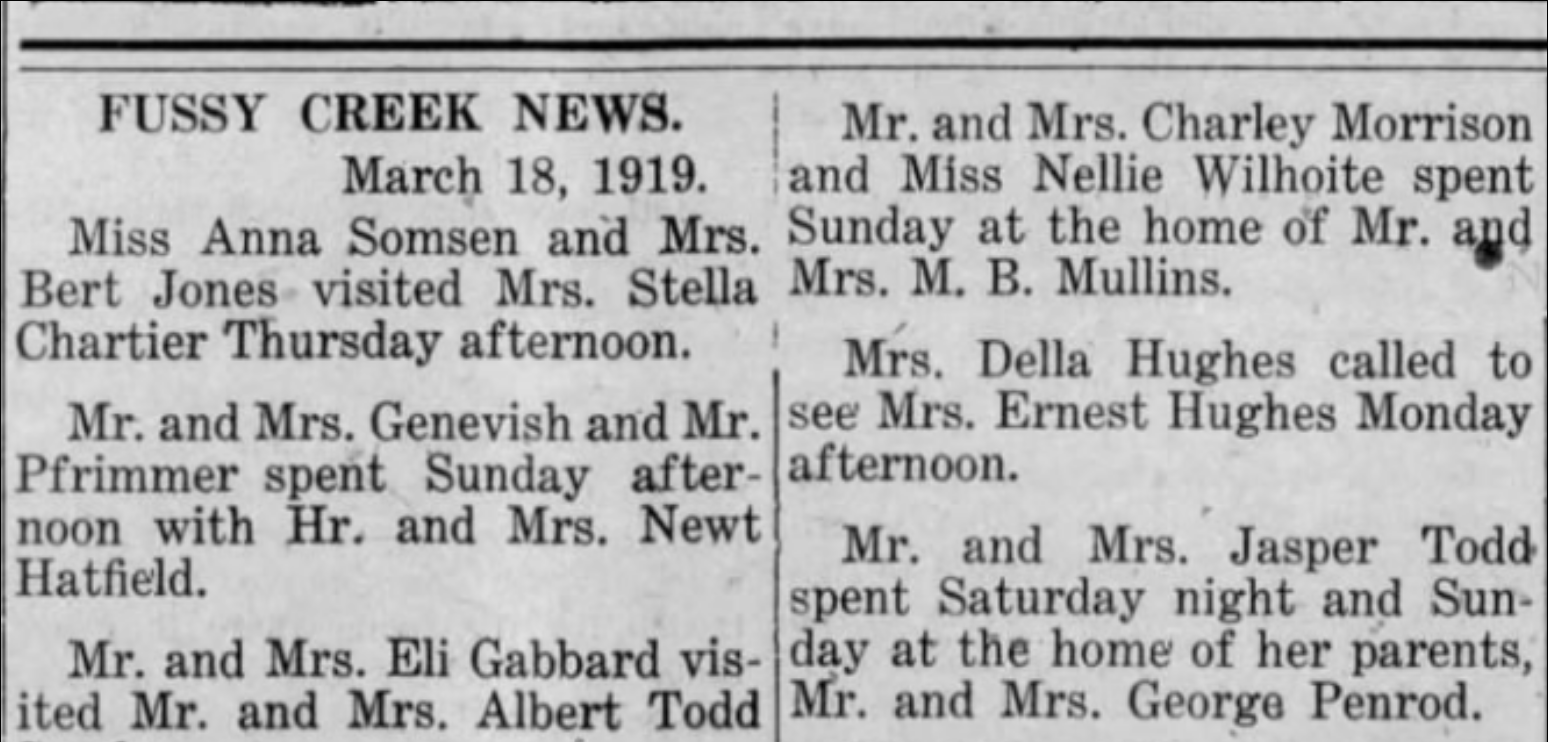 FUSSY CREEK NEWS.
March 18, 1919.
Miss Anna Somsen and Mrs.
Bert Jones visited Mrs. Stella
Chartier Thursday afternoon.
Mr. and Mrs. Genevish and Mr.
Pfrimmer spent Sunday after-
noon with Hr. and Mrs. Newt
Hatfield.
Mr. and Mrs. Eli Gabbard vis-
ited Mr. and Mrs. Albert Todd
Mr. and Mrs. Charley Morrison
and Miss Nellie Wilhoite spent
Sunday at the home of Mr. and
Mrs. M. B. Mullins.
Mrs. Della Hughes called to
see Mrs. Ernest Hughes Monday
afternoon.
Mr. and Mrs. Jasper Todd
spent Saturday night and Sun-
day at the home of her parents,
Mr. and Mrs. George Penrod.